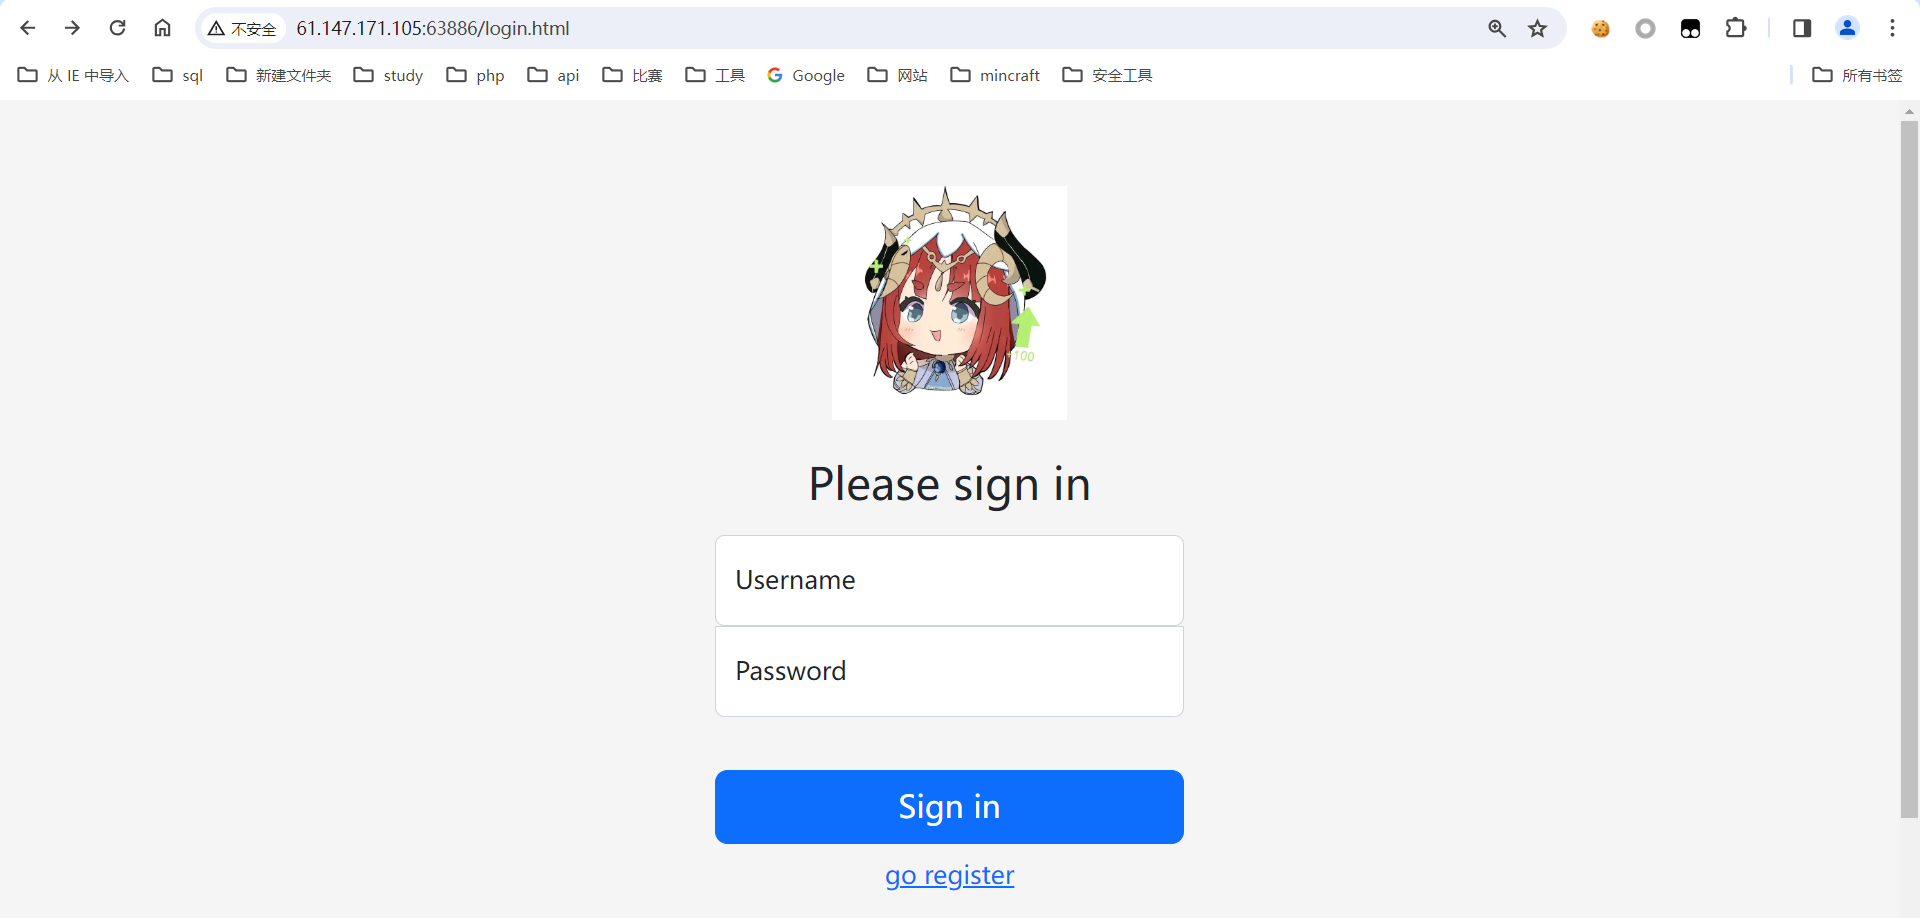 不安全 61.147.171.105:63886/login.html
从 IE 中导入 sql 新建文件夹 study php api 比赛 工具 Google 网站 mincraft 安全工具 所有书签
+100
Please sign in
Username
Password
Sign in
go register